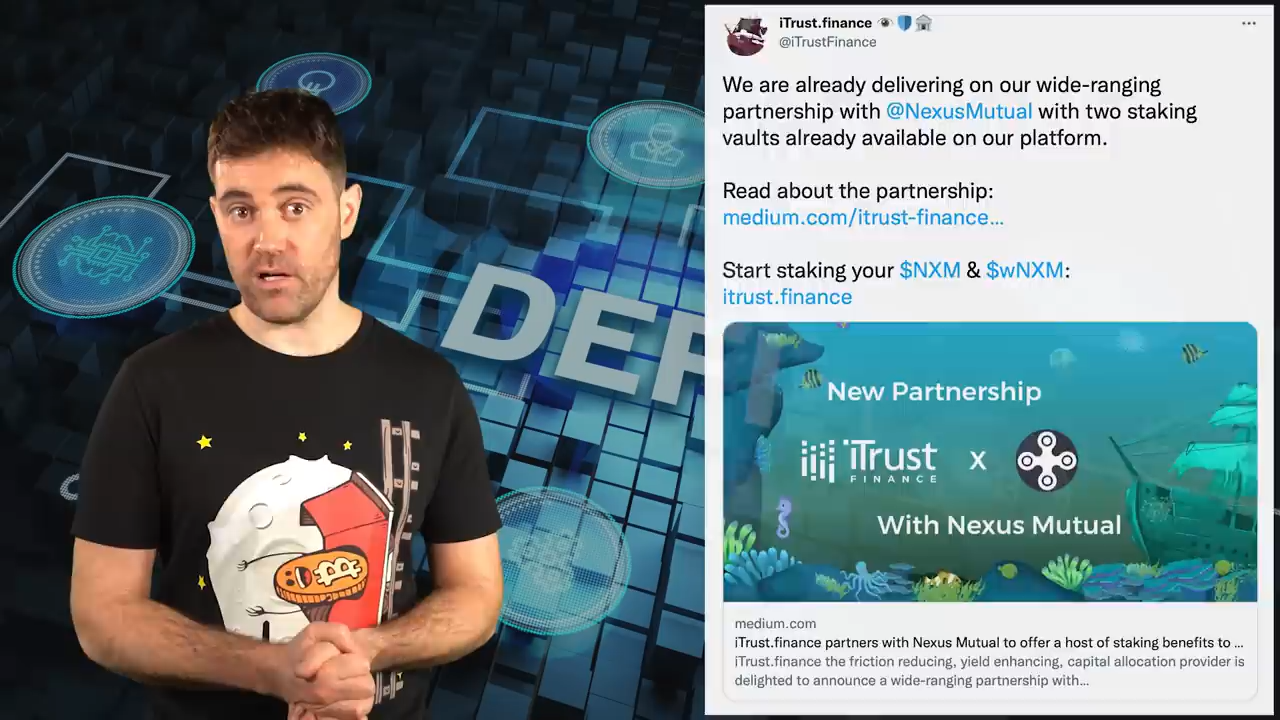 iTrust.finance
@iTrustFinance
We are already delivering on our wide-ranging
partnership with @NexusMutual with two staking
vaults already available on our platform.
Read about the partnership:
medium.com/itrust-finance…
Start staking your $NXM & $wNXM:
itrust.finance
New Partnership
iTrust
FINANCE
x
With Nexus Mutual
medium.com
iTrust.finance partners with Nexus Mutual to offer a host of staking benefits to ...
iTrust.finance the friction reducing, yield enhancing, capital allocation provider is
delighted to announce a wide-ranging partnership with...
DEF